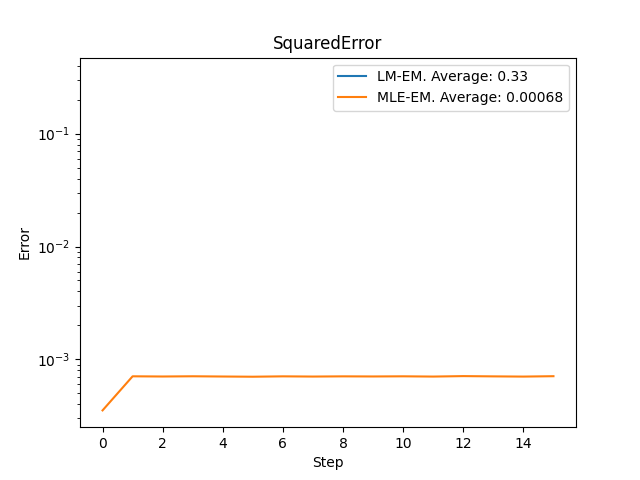 SquaredError
LM-EM. Average: 0.33
MLE-EM. Average: 0.00068
10⁻¹
10⁻²
10⁻³
Error
0 2 4 6 8 10 12 14
Step